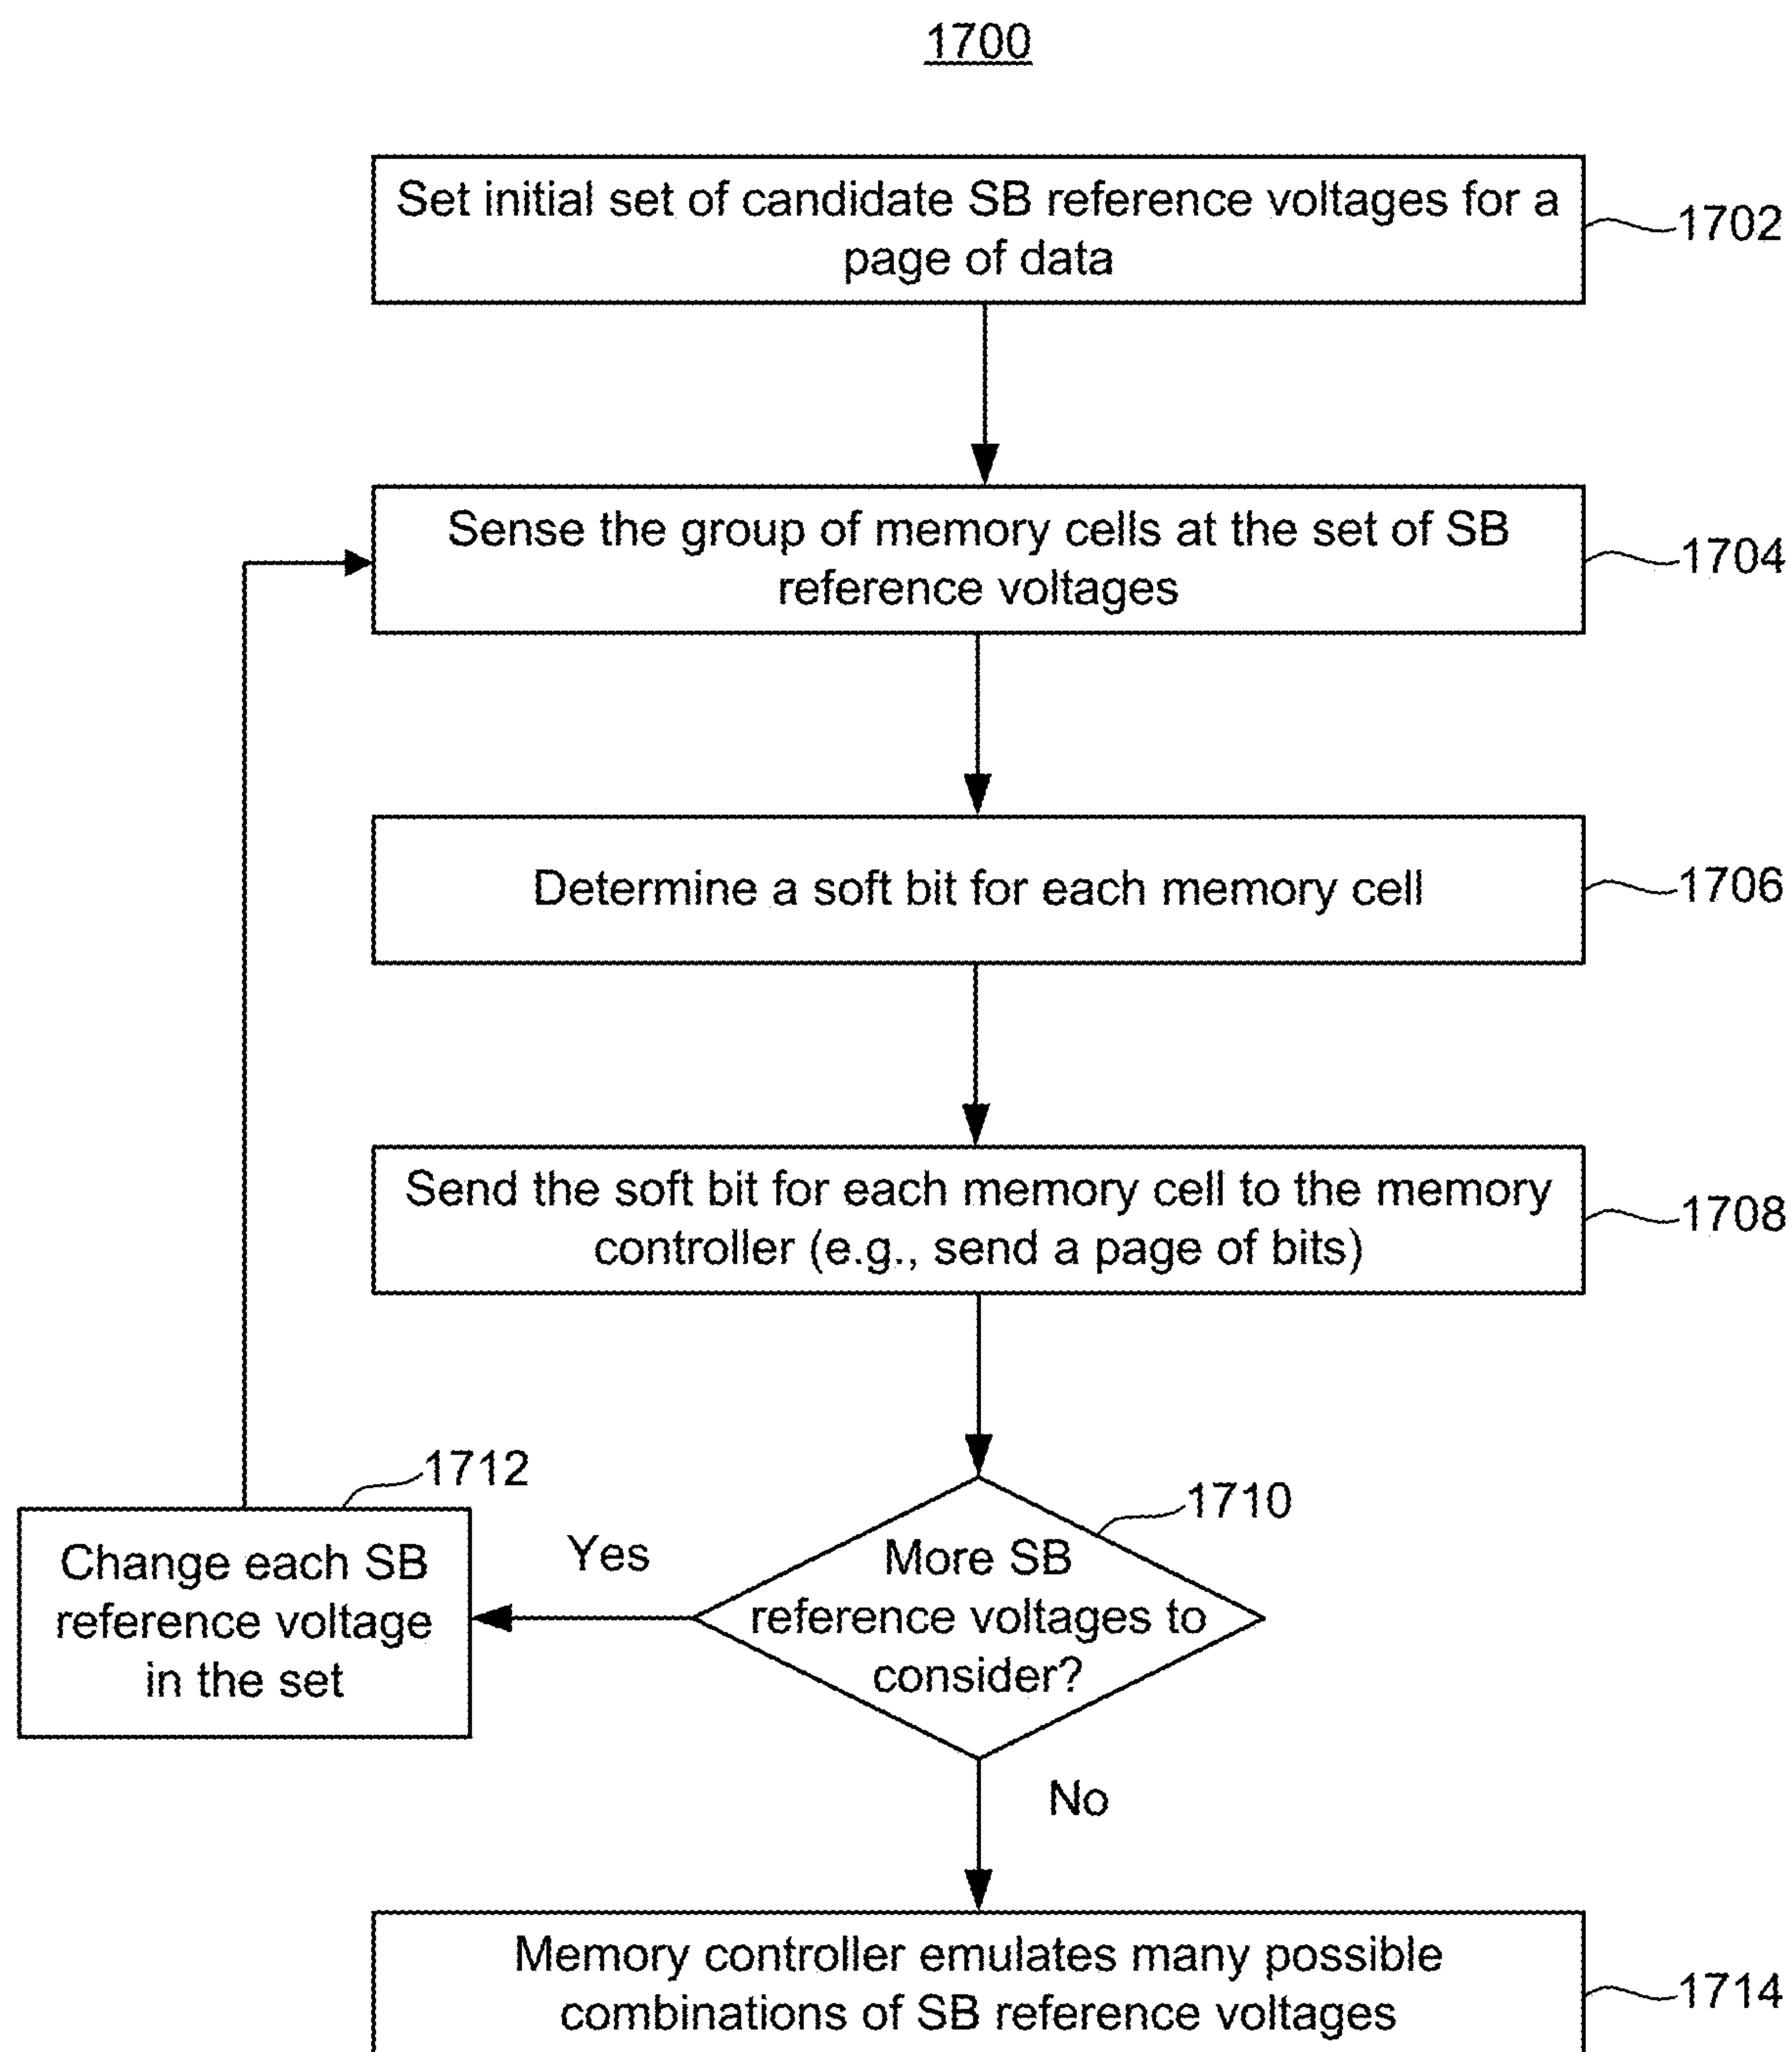 1700
Set initial set of candidate SB reference voltages for a
page of data
1702
Sense the group of memory cells at the set of SB
reference voltages
1704
Determine a soft bit for each memory cell
1706
Send the soft bit for each memory cell to the memory
controller (e.g., send a page of bits)
1708
1710
More SB
reference voltages to
consider?
Yes
1712
Change each SB
reference voltage
in the set
No
Memory controller emulates many possible
combinations of SB reference voltages
1714